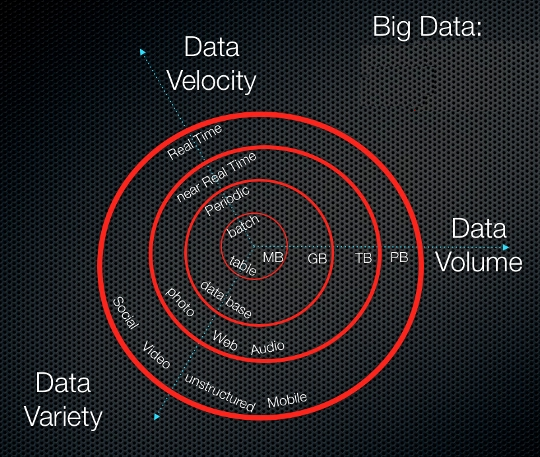 Big Data:
Data
Velocity
Real Time
near Real Time
Periodic
batch
Data
Volume
MB
GB
TB
PB
table
data base
photo
Web
Audio
Social
Video
unstructured
Mobile
Data
Variety